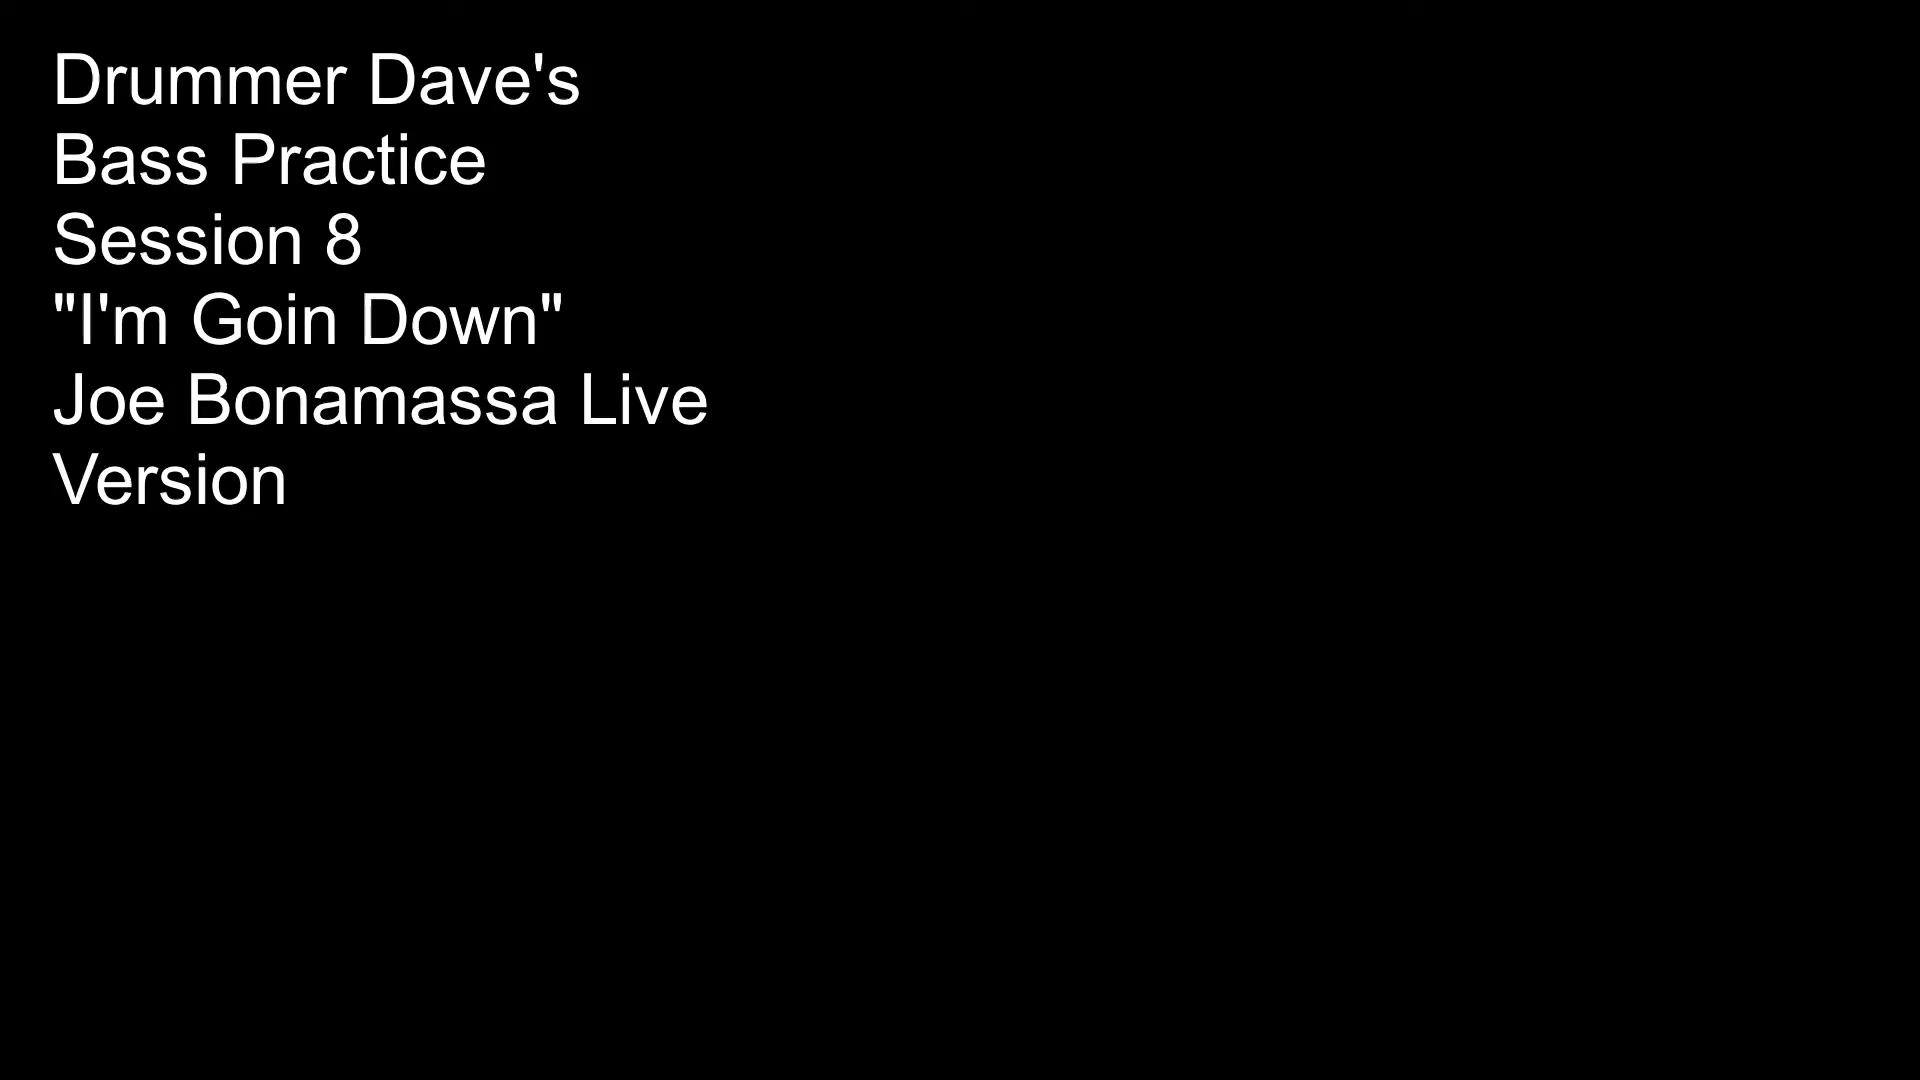 Drummer Dave's
Bass Practice
Session 8
"I'm Goin Down"
Joe Bonamassa Live
Version